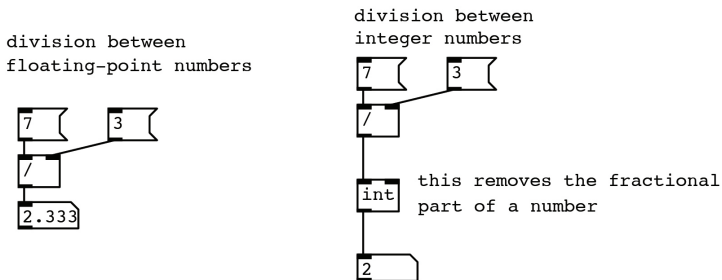 division between
floating-point numbers
7
3
/
2.333
division between
integer numbers
7
3
/
int
this removes the fractional
part of a number
2